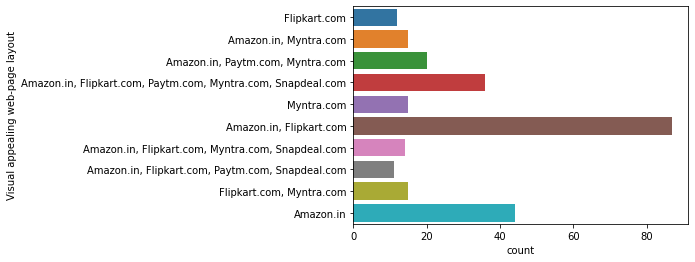 Visual appealing web-page layout
Flipkart.com
Amazon.in, Myntra.com
Amazon.in, Paytm.com, Myntra.com
Amazon.in, Flipkart.com, Paytm.com, Myntra.com, Snapdeal.com
Myntra.com
Amazon.in, Flipkart.com
Amazon.in, Flipkart.com, Myntra.com, Snapdeal.com
Amazon.in, Flipkart.com, Paytm.com, Snapdeal.com
Flipkart.com, Myntra.com
Amazon.in
0 20 40 60 80
count